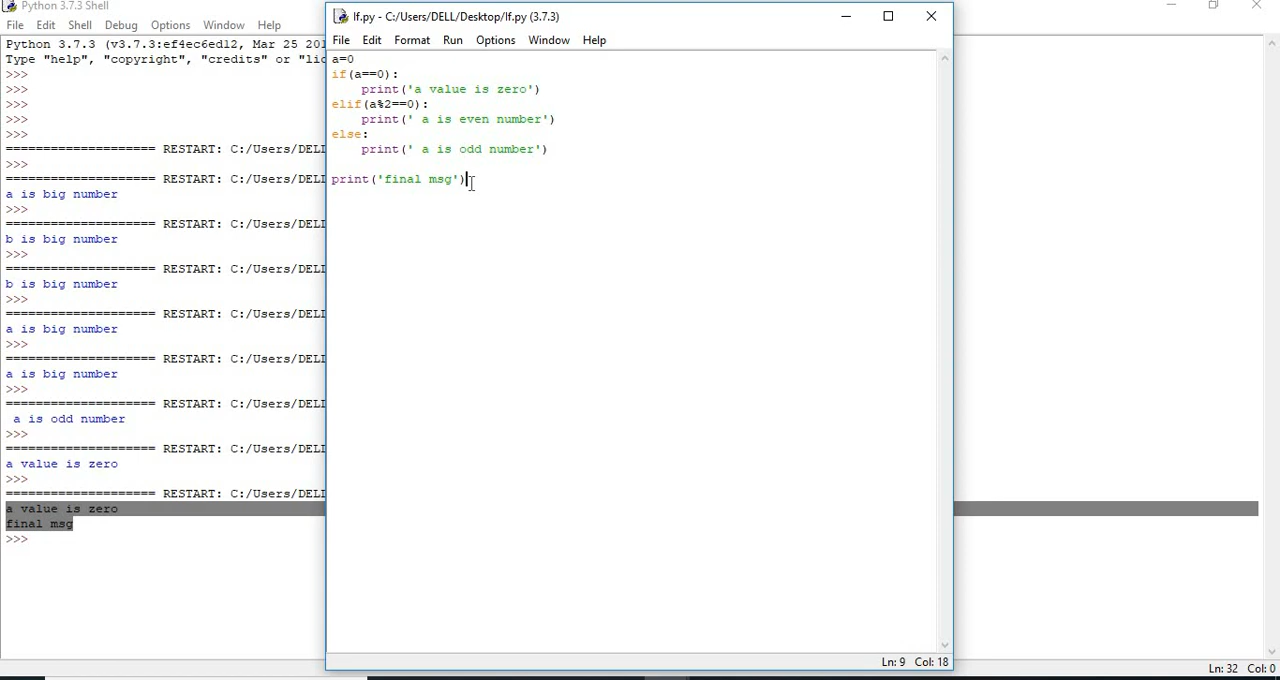 Python 3.7.3 Shell
File Edit Shell Debug Options Window Help
Python 3.7.3 (v3.7.3:ef4ec6ed12, Mar 25 201
Type "help", "copyright", "credits" or "lic
>>>
>>>
>>>
>>>
>>>
==================== RESTART: C:/Users/DELL
>>>
==================== RESTART: C:/Users/DELL
a is big number
>>>
==================== RESTART: C:/Users/DELL
b is big number
>>>
==================== RESTART: C:/Users/DELL
b is big number
>>>
==================== RESTART: C:/Users/DELL
a is big number
>>>
==================== RESTART: C:/Users/DELL
a is big number
>>>
==================== RESTART: C:/Users/DELL
 a is odd number
>>>
==================== RESTART: C:/Users/DELL
a value is zero
>>>
==================== RESTART: C:/Users/DELL
a value is zero
final msg
>>>
Ln: 32 Col: 0
If.py - C:/Users/DELL/Desktop/If.py (3.7.3)
File Edit Format Run Options Window Help
a=0
if(a==0):
    print('a value is zero')
elif(a%2==0):
    print(' a is even number')
else:
    print(' a is odd number')
print('final msg')
Ln: 9 Col: 18